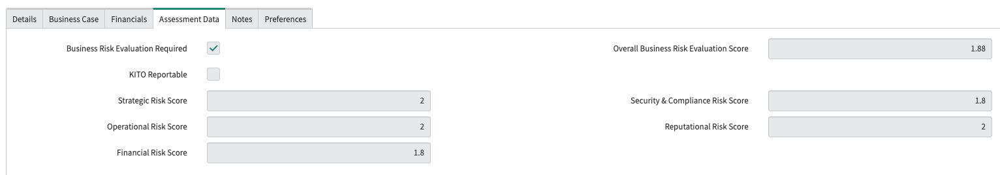 Details Business Case Financials Assessment Data Notes Preferences
Business Risk Evaluation Required Overall Business Risk Evaluation Score 1.88
KITO Reportable
Strategic Risk Score 2 Security & Compliance Risk Score 1.8
Operational Risk Score 2 Reputational Risk Score 2
Financial Risk Score 1.8